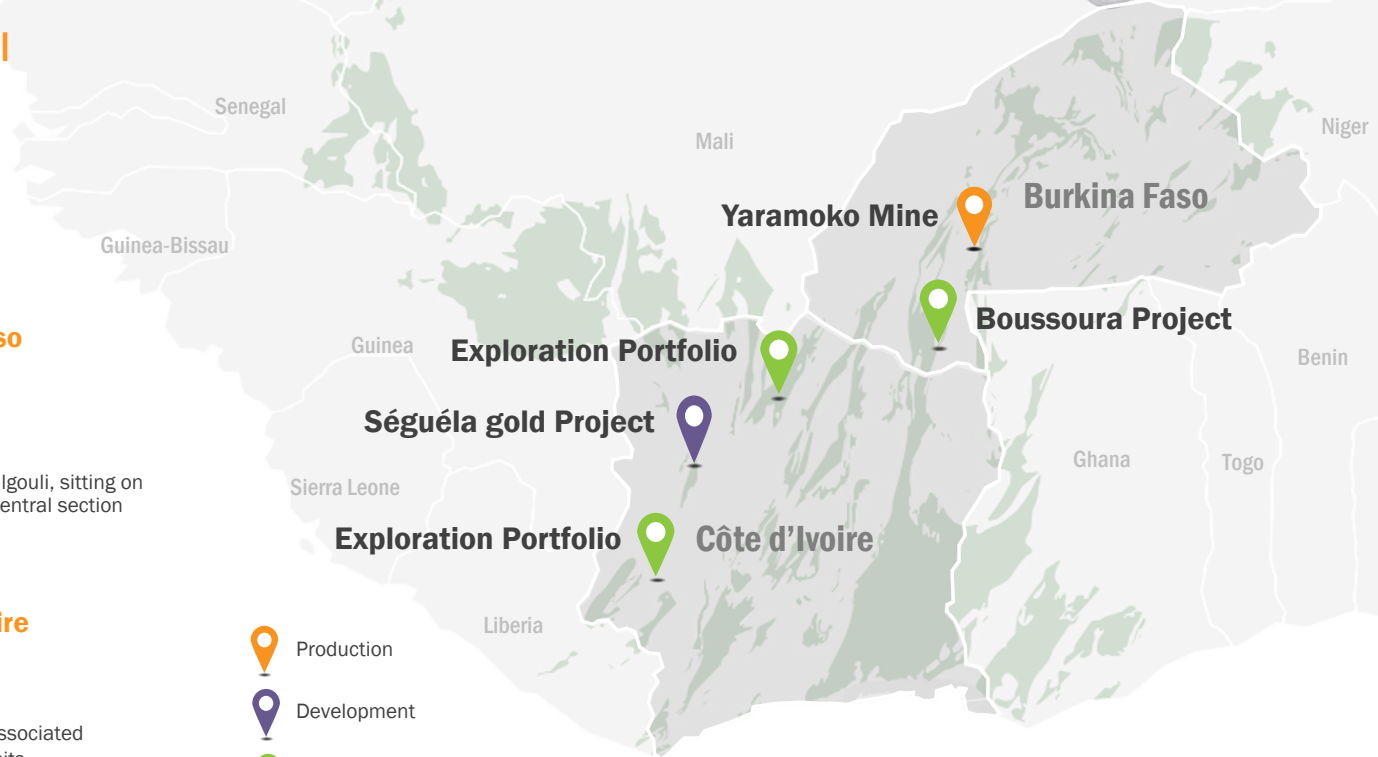 so
lgouli, sitting on
entral section
ire
ssociated
Senegal
Mali
Niger
Burkina Faso
Yaramoko Mine
Guinea-Bissau
Boussoura Project
Guinea
Exploration Portfolio
Benin
Séguéla gold Project
Ghana
Togo
Sierra Leone
Exploration Portfolio
Côte d’Ivoire
Liberia
Production
Development